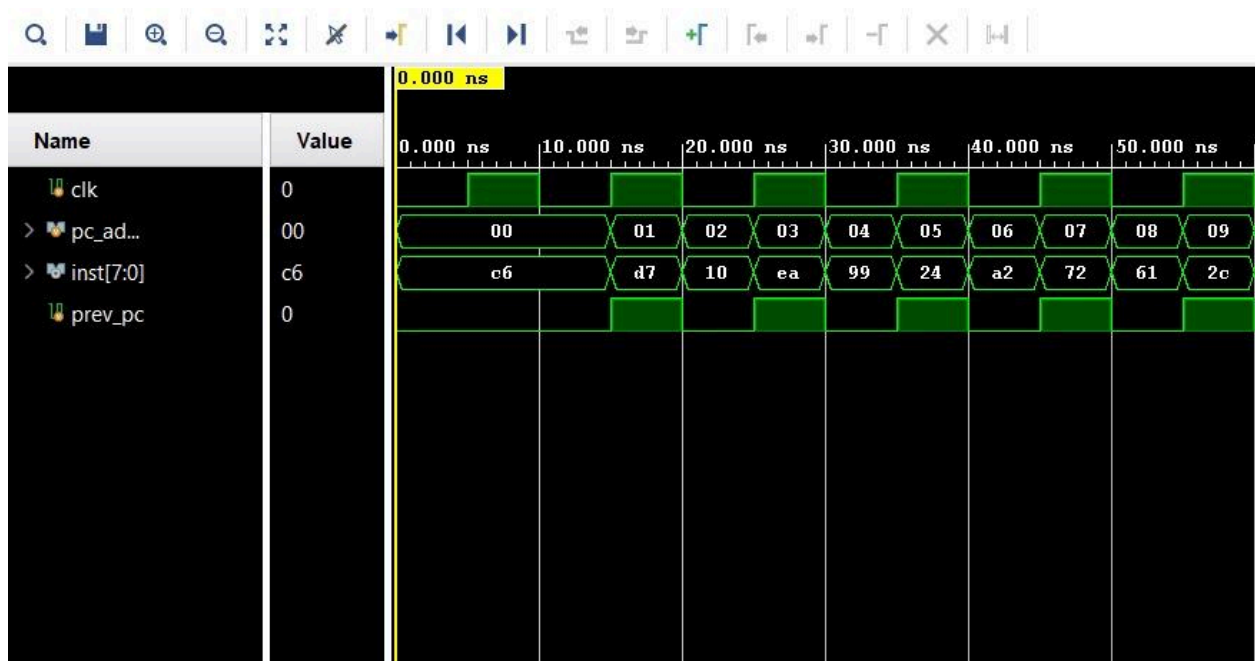 0.000 ns
Name Value 0.000 ns 10.000 ns 20.000 ns 30.000 ns 40.000 ns 50.000 ns
clk 0
pc_ad... 00 00 01 02 03 04 05 06 07 08 09
inst[7:0] c6 c6 d7 10 ea 99 24 a2 72 61 2c
prev_pc 0